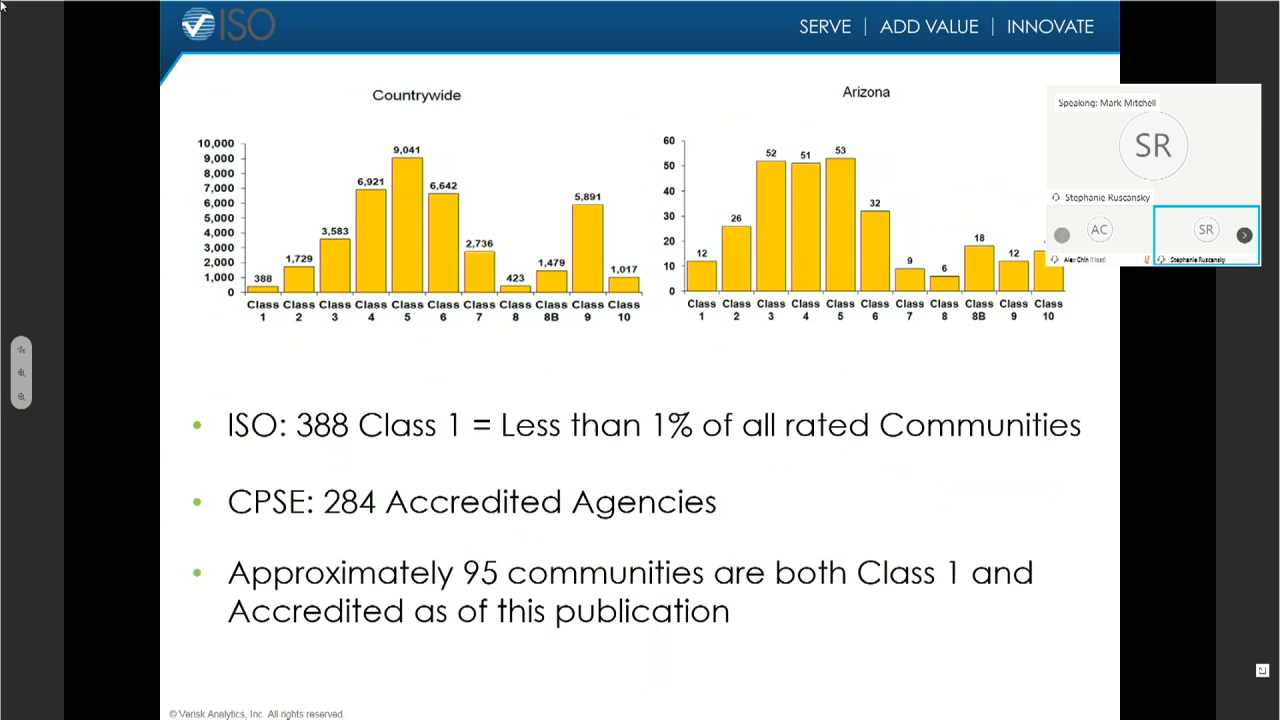 ISO
SERVE | ADD VALUE | INNOVATE
Countrywide
10,000
9,000
8,000
7,000
6,000
5,000
4,000
3,000
2,000
1,000
0
388
1,729
3,583
6,921
9,041
6,642
2,736
423
1,479
5,891
1,017
Class 1
Class 2
Class 3
Class 4
Class 5
Class 6
Class 7
Class 8
Class 8B
Class 9
Class 10
Arizona
60
50
40
30
20
10
0
12
26
52
51
53
32
9
6
18
12
Class 1
Class 2
Class 3
Class 4
Class 5
Class 6
Class 7
Class 8
Class 8B
Class 9
Class 10
Speaking: Mark Mitchell
SR
Stephanie Ruscansky
AC
Alex Chin (Host)
SR
Stephanie Ruscansky
• ISO: 388 Class 1 = Less than 1% of all rated Communities
• CPSE: 284 Accredited Agencies
• Approximately 95 communities are both Class 1 and
Accredited as of this publication
© Verisk Analytics, Inc. All rights reserved.